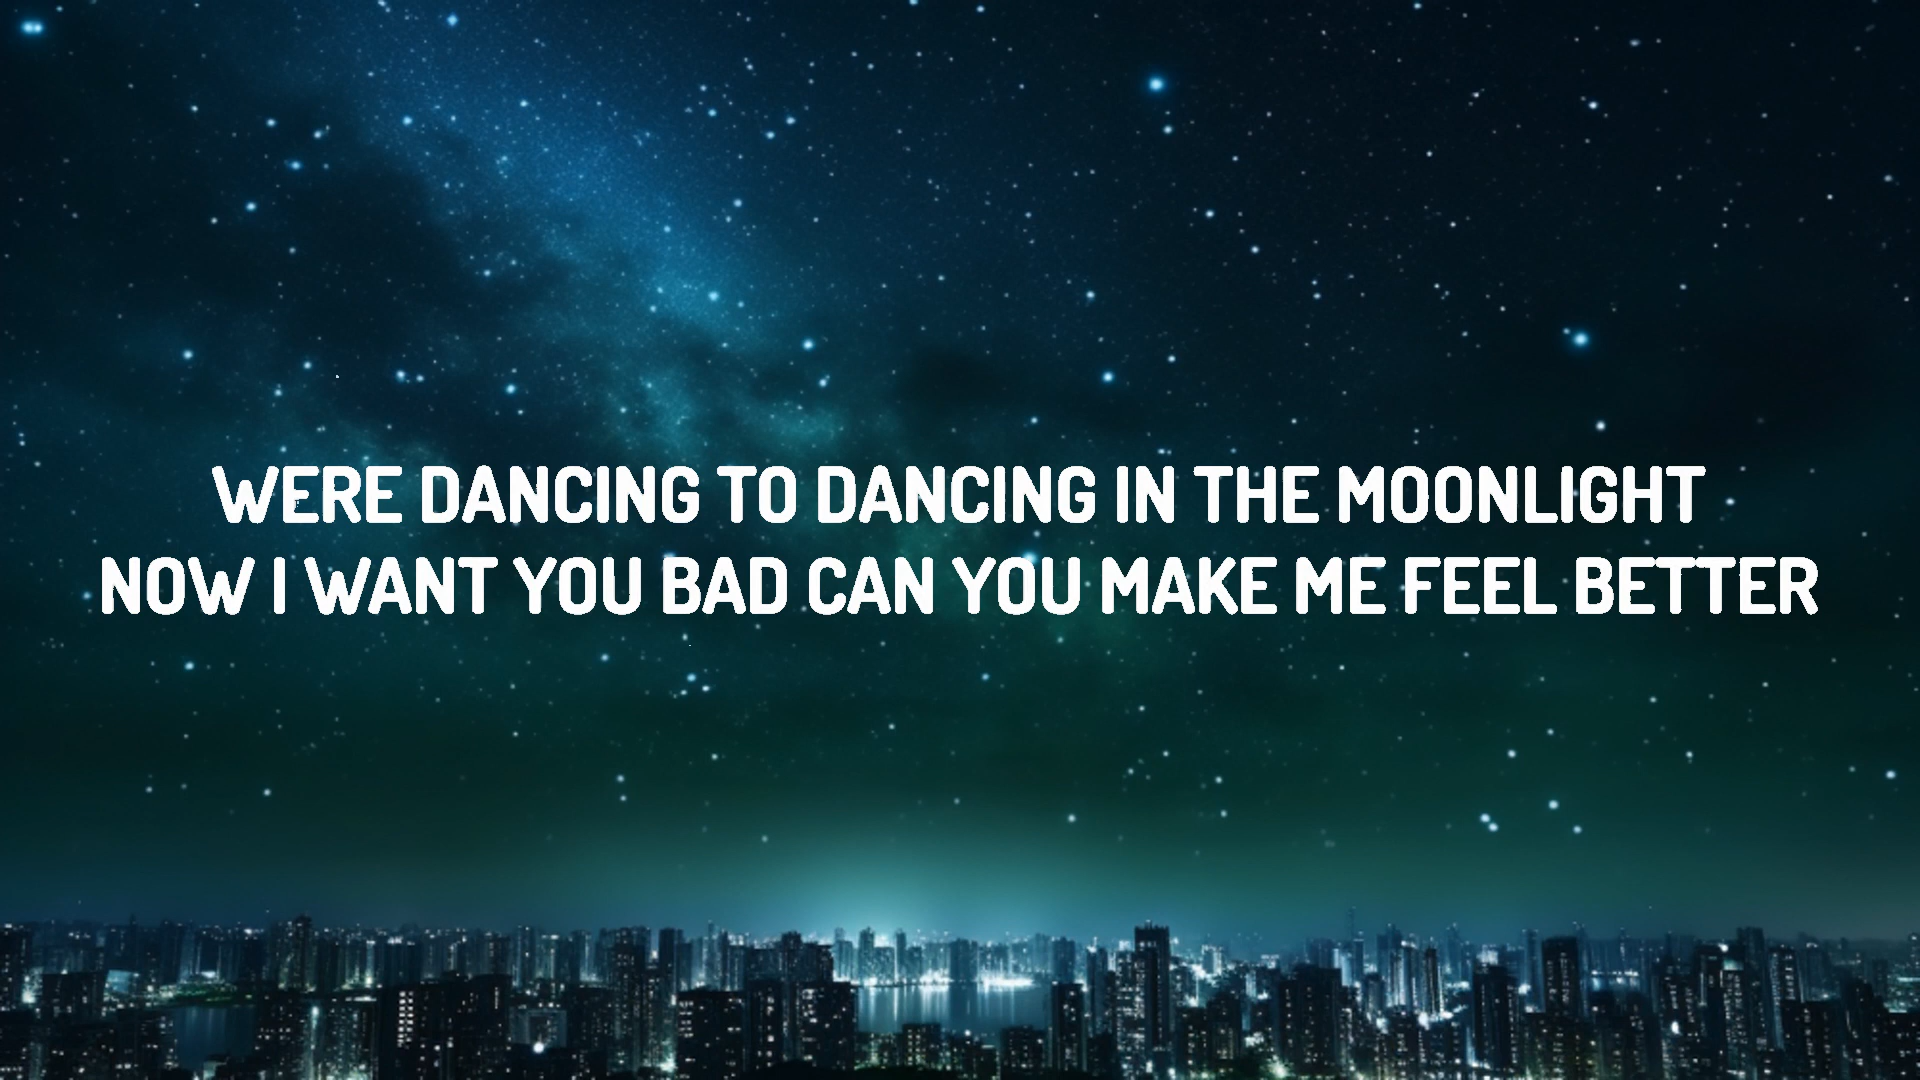 WERE DANCING TO DANCING IN THE MOONLIGHT
NOW I WANT YOU BAD CAN YOU MAKE ME FEEL BETTER